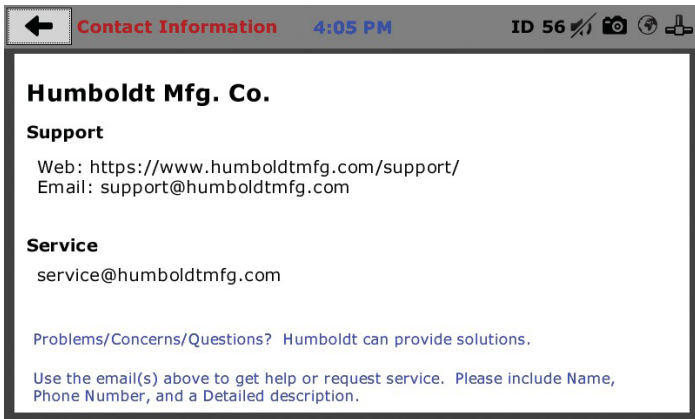 Contact Information 4:05 PM ID 56
Humboldt Mfg. Co.
Support
Web: https://www.humboldtmfg.com/support/
Email: support@humboldtmfg.com
Service
service@humboldtmfg.com
Problems/Concerns/Questions? Humboldt can provide solutions.
Use the email(s) above to get help or request service. Please include Name,
Phone Number, and a Detailed description.